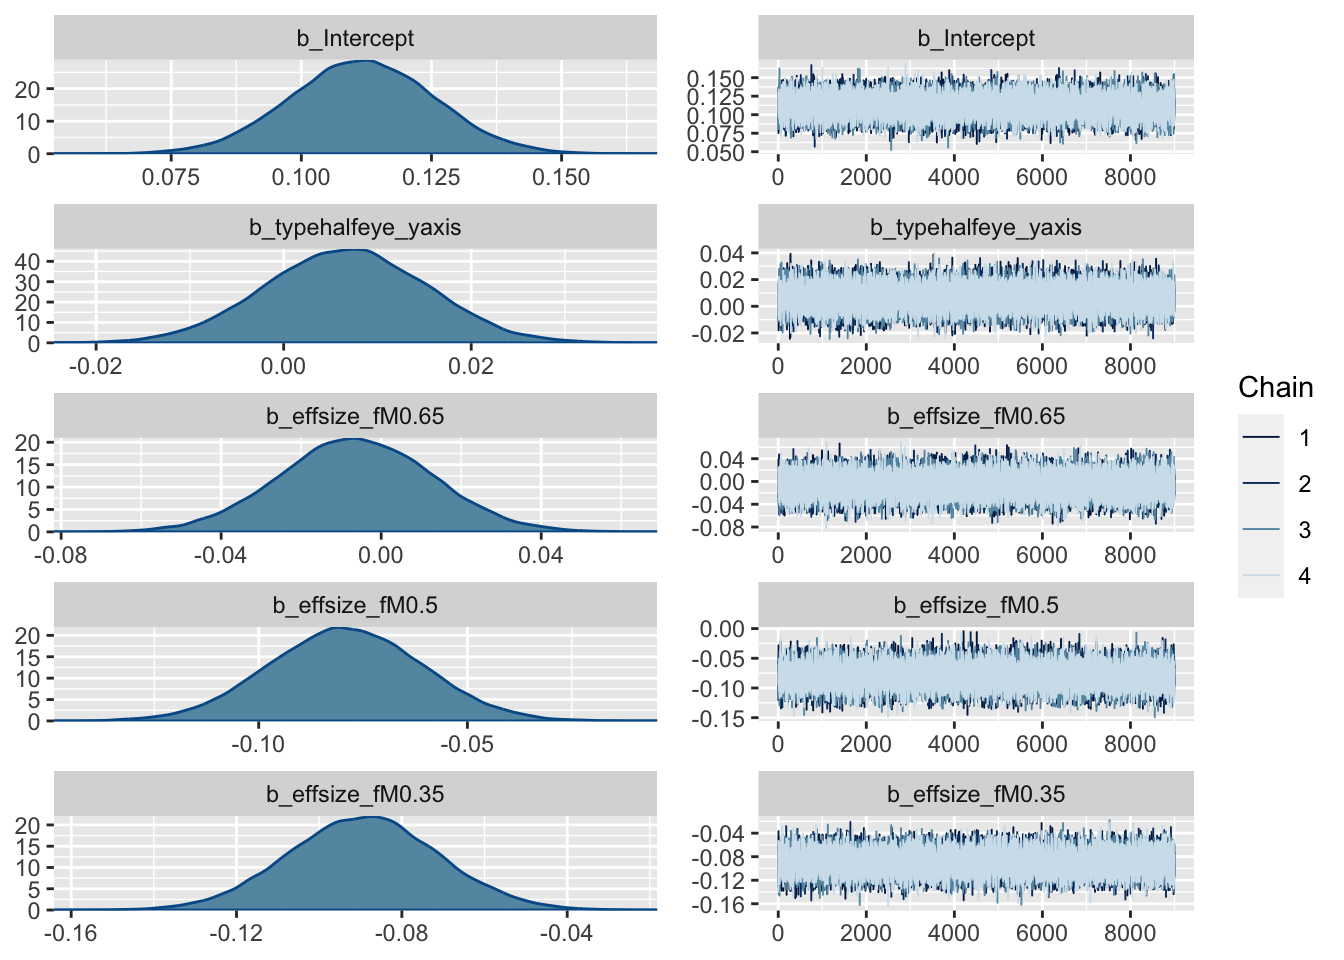 b_Intercept
b_Intercept
20
10
0
0.075 0.100 0.125 0.150
0.150
0.125
0.100
0.075
0.050
0 2000 4000 6000 8000
b_typehalfeye_yaxis
b_typehalfeye_yaxis
40
30
20
10
0
-0.02 0.00 0.02
0.04
0.02
0.00
-0.02
0 2000 4000 6000 8000
b_effsize_fM0.65
b_effsize_fM0.65
20
15
10
5
0
-0.08 -0.04 0.00 0.04
0.04
0.00
-0.04
-0.08
0 2000 4000 6000 8000
b_effsize_fM0.5
b_effsize_fM0.5
20
15
10
5
0
-0.10 -0.05
0.00
-0.05
-0.10
-0.15
0 2000 4000 6000 8000
b_effsize_fM0.35
b_effsize_fM0.35
20
15
10
5
0
-0.16 -0.12 -0.08 -0.04
-0.04
-0.08
-0.12
-0.16
0 2000 4000 6000 8000
Chain
1
2
3
4